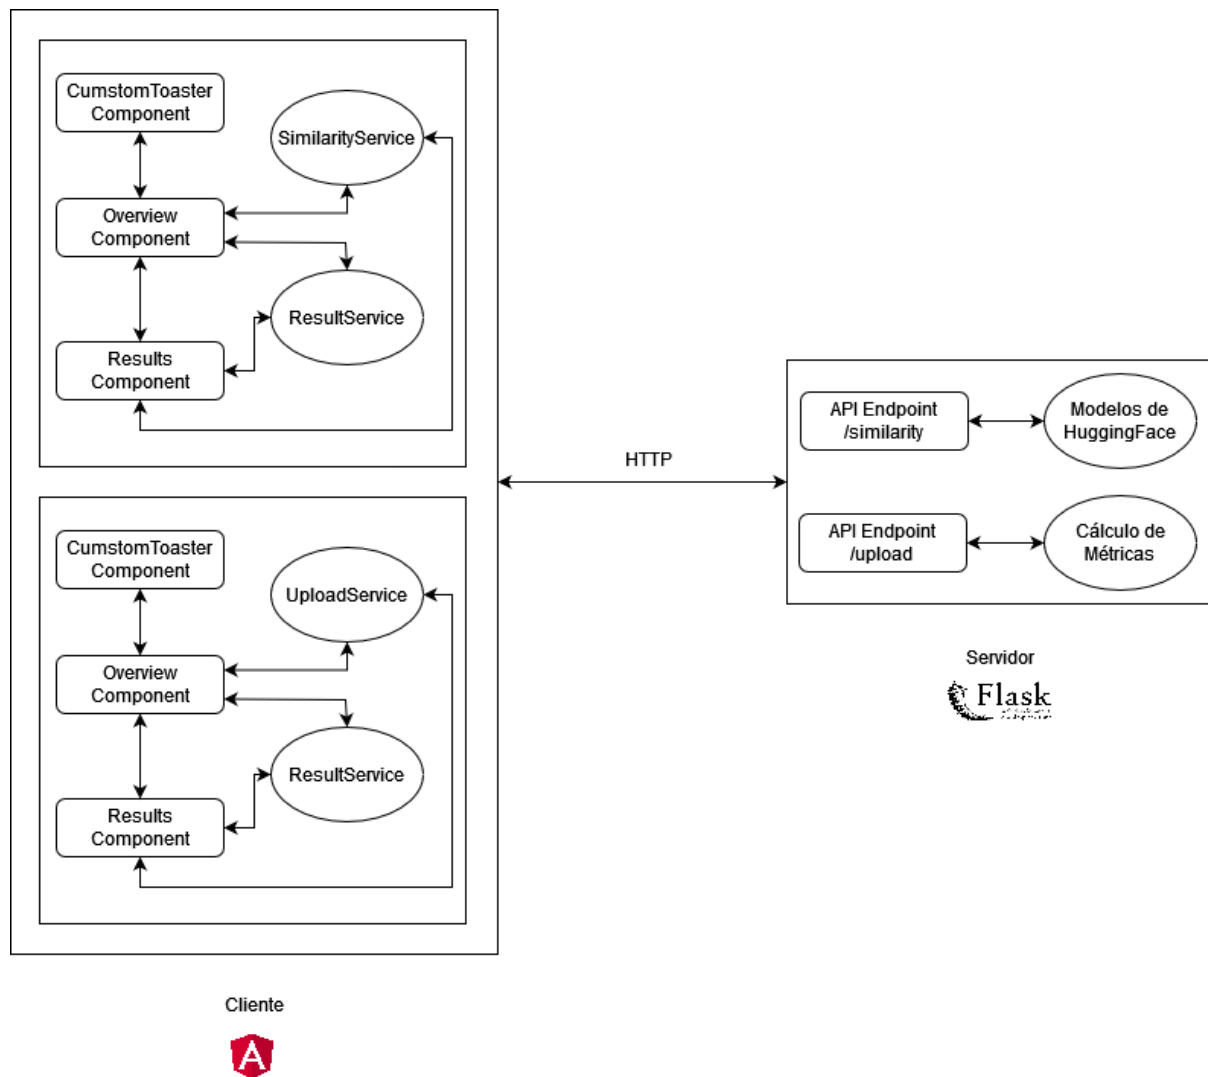 CumstomToaster
Component
SimilarityService
Overview
Component
ResultService
Results
Component
CumstomToaster
Component
UploadService
Overview
Component
ResultService
Results
Component
Cliente
A
HTTP
API Endpoint
/similarity
Modelos de
HuggingFace
API Endpoint
/upload
Cálculo de
Métricas
Servidor
Flask